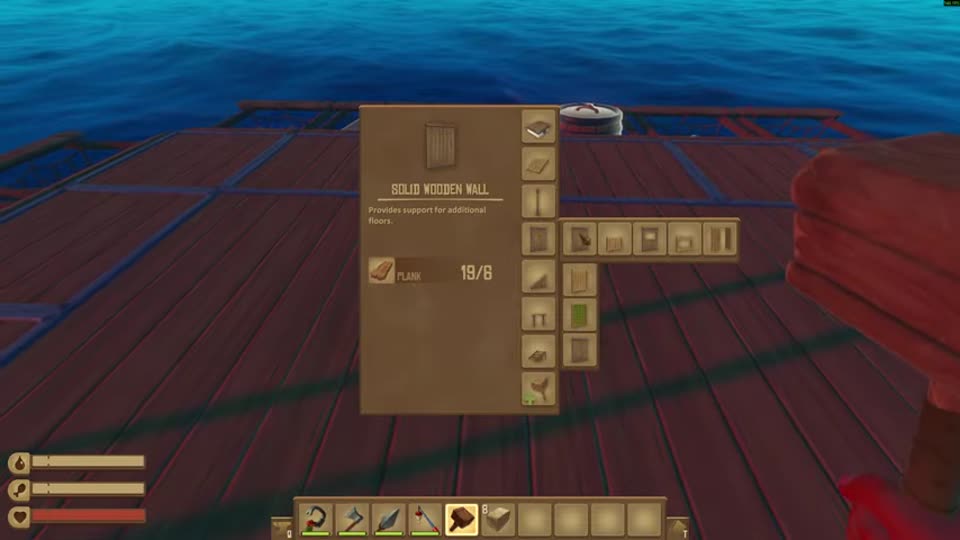 SOLID WOODEN WALL
Provides support for additional
floors.
PLANK 19/6
8